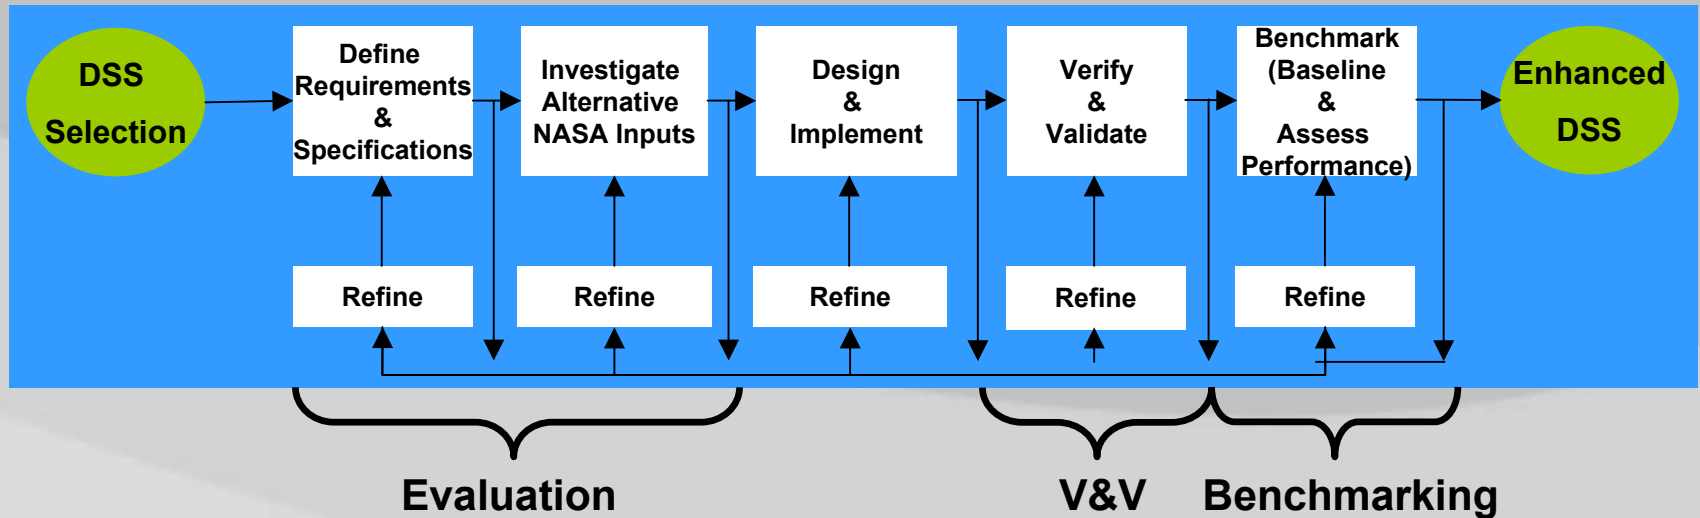 DSS
Selection
Define
Requirements
&
Specifications
Investigate
Alternative
NASA Inputs
Design
&
Implement
Verify
&
Validate
Benchmark
(Baseline
&
Assess
Performance)
Enhanced
DSS
Refine
Refine
Refine
Refine
Refine
Evaluation
V&V
Benchmarking